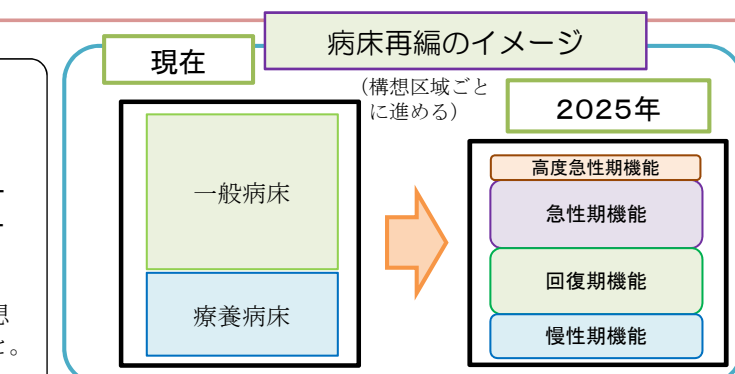 病床再編のイメージ
現在
(構想区域ごと
に進める)
2025年
一般病床
療養病床
高度急性期機能
急性期機能
回復期機能
慢性期機能
想
と。